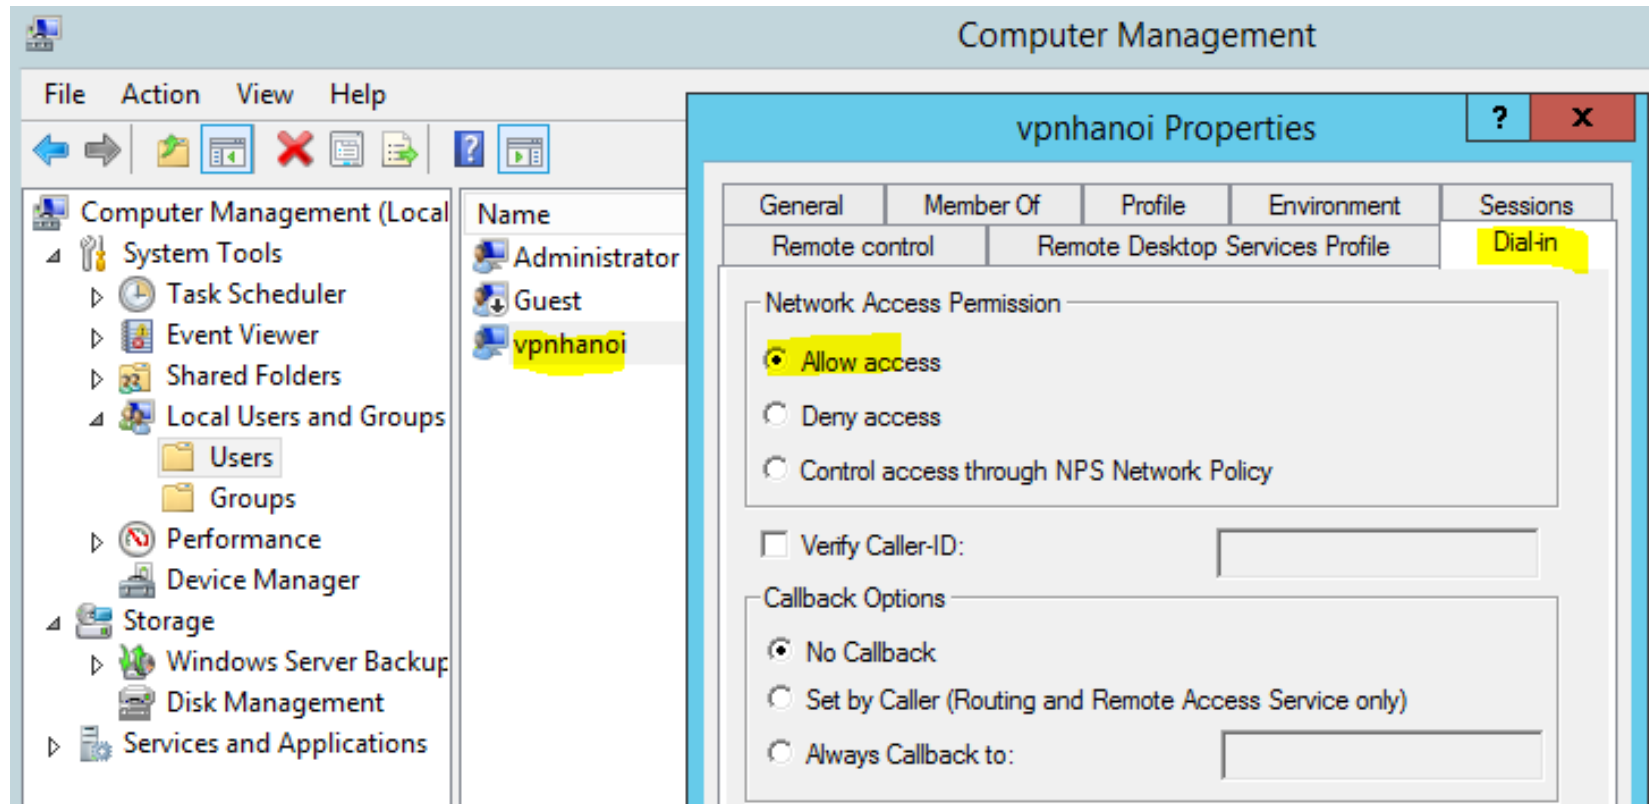 Computer Management
File Action View Help
Computer Management (Local
System Tools
Task Scheduler
Event Viewer
Shared Folders
Local Users and Groups
Users
Groups
Performance
Device Manager
Storage
Windows Server Backup
Disk Management
Services and Applications
Name
Administrator
Guest
vpnhanoi
vpnhanoi Properties
? x
General Member Of Profile Environment Sessions
Remote control Remote Desktop Services Profile Dial-in
Network Access Permission
Allow access
Deny access
Control access through NPS Network Policy
Verify Caller-ID:
Callback Options
No Callback
Set by Caller (Routing and Remote Access Service only)
Always Callback to: